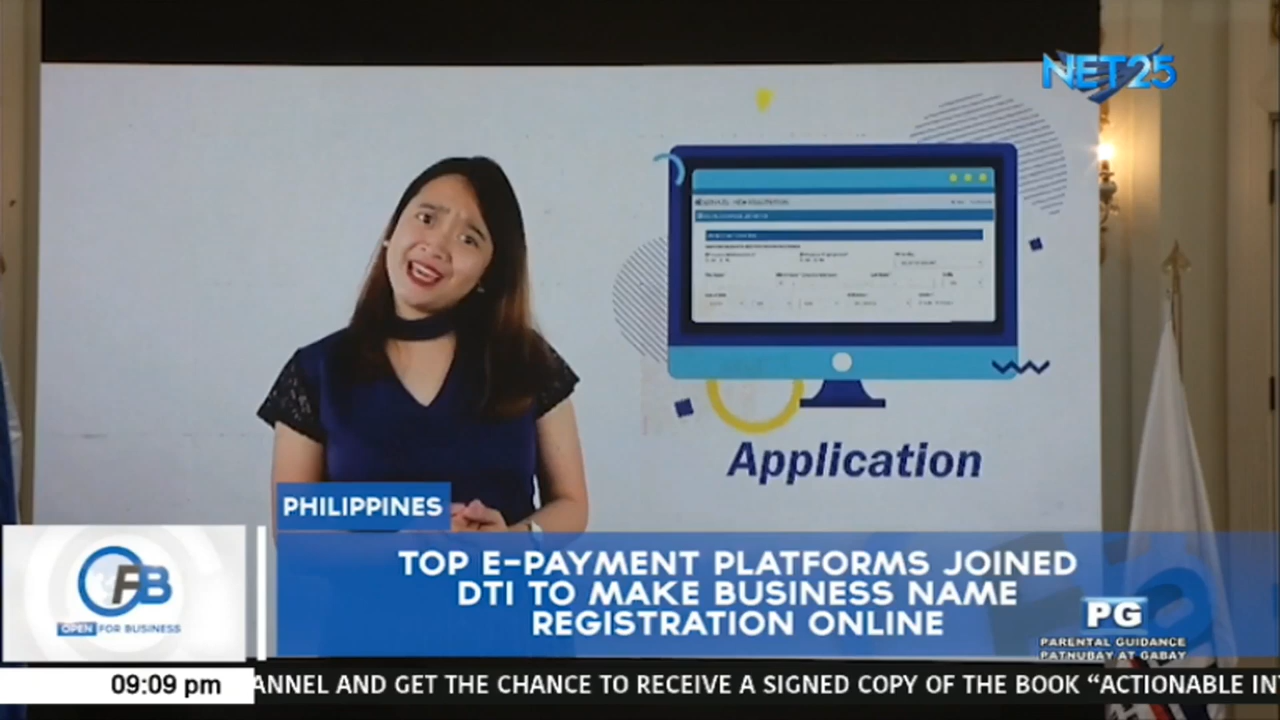 NET25
Application
PHILIPPINES
TOP E-PAYMENT PLATFORMS JOINED
DTI TO MAKE BUSINESS NAME
REGISTRATION ONLINE
OFB
OPEN FOR BUSINESS
PG
PARENTAL GUIDANCE
PATNUBAY AT GABAY
09:09 pm
ANNEL AND GET THE CHANCE TO RECEIVE A SIGNED COPY OF THE BOOK “ACTIONABLE INT